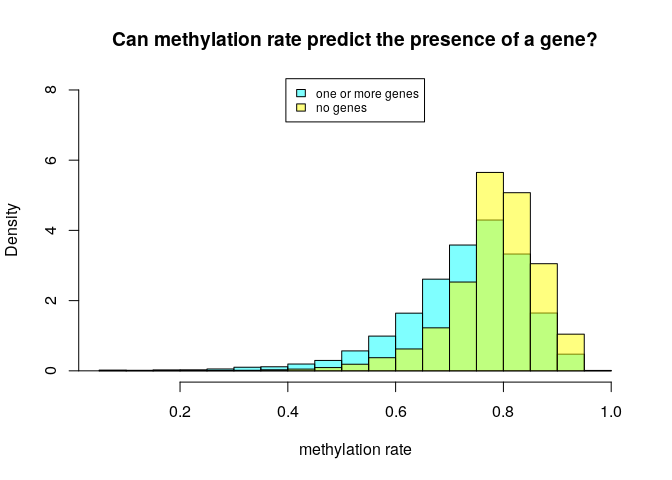 Can methylation rate predict the presence of a gene?
one or more genes
no genes
8
6
4
2
0
Density
0.2 0.4 0.6 0.8 1.0
methylation rate